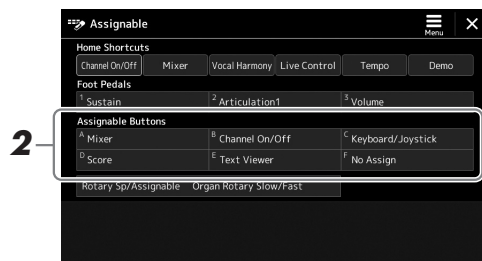 Assignable
Menu
Home Shortcuts
Channel On/Off Mixer Vocal Harmony Live Control Tempo Demo
Foot Pedals
1 Sustain 2 Articulation1 3 Volume
Assignable Buttons
2
A Mixer B Channel On/Off C Keyboard/Joystick
D Score E Text Viewer F No Assign
Rotary Sp/Assignable Organ Rotary Slow/Fast